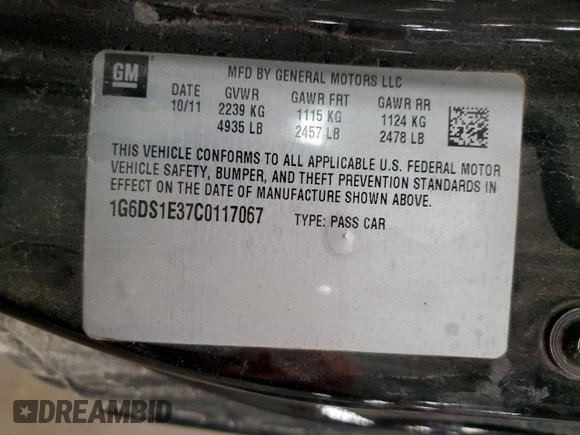 GM
MFD BY GENERAL MOTORS LLC
DATE GVWR GAWR FRT GAWR RR
10/11 2239 KG 1115 KG 1124 KG
4935 LB 2457 LB 2478 LB
THIS VEHICLE CONFORMS TO ALL APPLICABLE U.S. FEDERAL MOTOR
VEHICLE SAFETY, BUMPER, AND THEFT PREVENTION STANDARDS IN
EFFECT ON THE DATE OF MANUFACTURE SHOWN ABOVE.
1G6DS1E37C0117067 TYPE: PASS CAR
DREAMBID